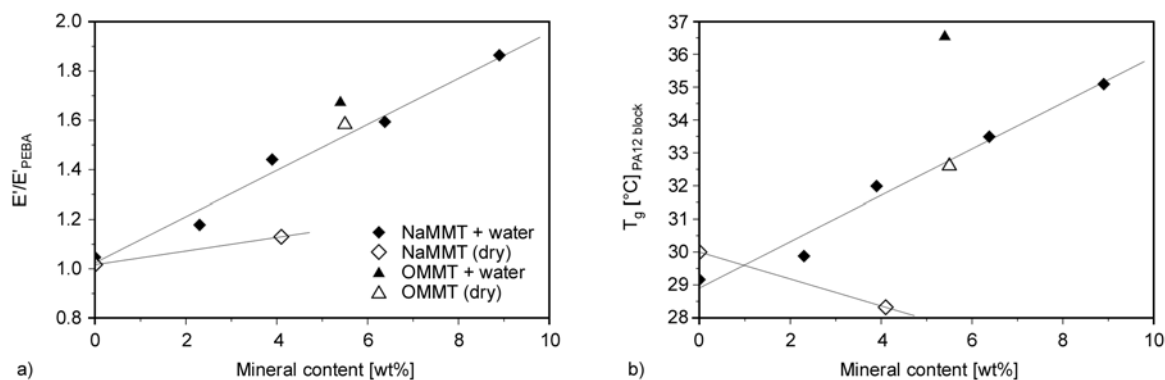 2.0
1.8
1.6
1.4
1.2
1.0
0.8
E'/E'PEBA
0 2 4 6 8 10
Mineral content [wt%]
NaMMT + water
NaMMT (dry)
OMMT + water
OMMT (dry)
a)
37
36
35
34
33
32
31
30
29
28
Tg [°C] PA12 block
0 2 4 6 8 10
Mineral content [wt%]
b)